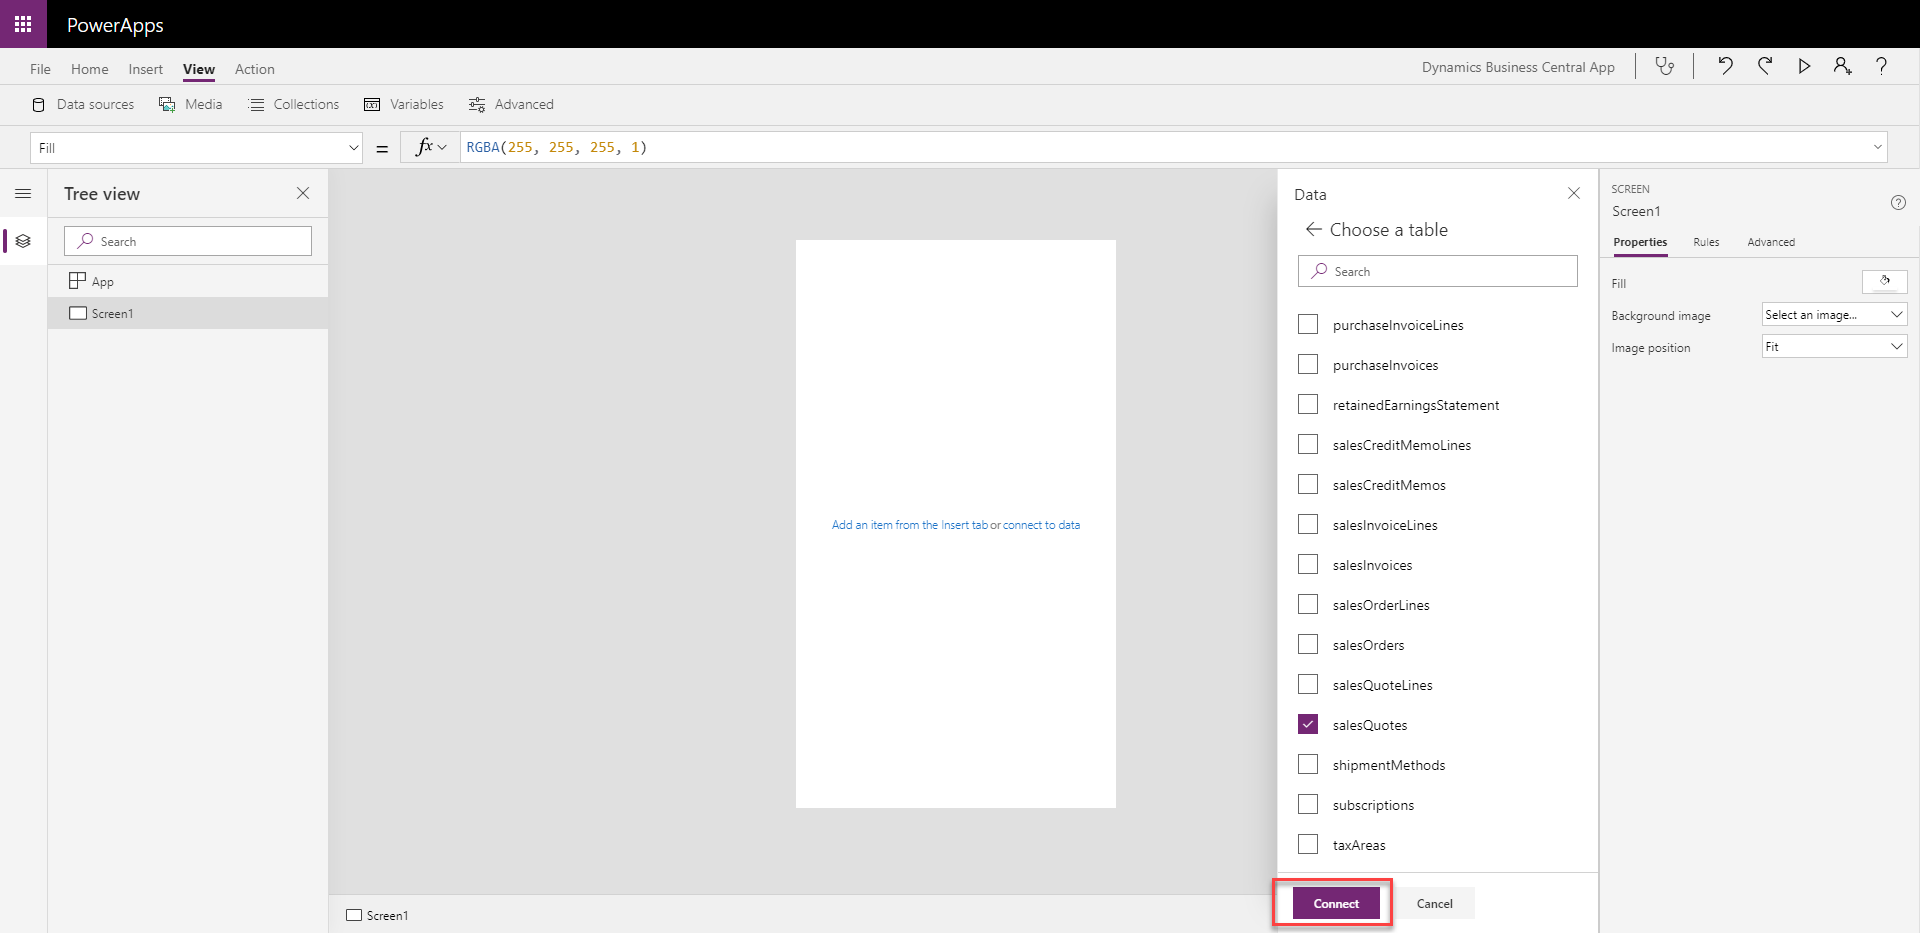 PowerApps
File Home Insert View Action
Dynamics Business Central App
Data sources Media Collections Variables Advanced
Fill = fx RGBA(255, 255, 255, 1)
Tree view
Search
App
Screen1
Add an item from the Insert tab or connect to data
Screen1
Data
Choose a table
Search
purchaseInvoiceLines
purchaseInvoices
retainedEarningsStatement
salesCreditMemoLines
salesCreditMemos
salesInvoiceLines
salesInvoices
salesOrderLines
salesOrders
salesQuoteLines
salesQuotes
shipmentMethods
subscriptions
taxAreas
Connect Cancel
SCREEN
Screen1
Properties Rules Advanced
Fill
Background image Select an image...
Image position Fit